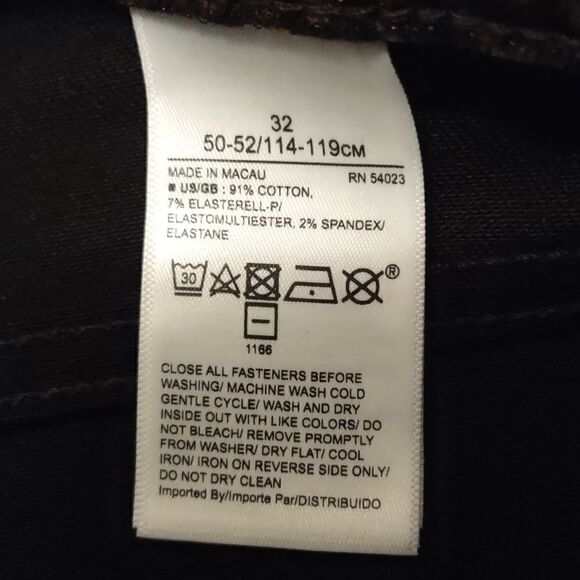 32
50-52/114-119CM
MADE IN MACAU RN 54023
■ US/GB : 91% COTTON,
7% ELASTERELL-P/
ELASTOMULTIESTER, 2% SPANDEX/
ELASTANE
30 ®
1166
CLOSE ALL FASTENERS BEFORE
WASHING/ MACHINE WASH COLD
GENTLE CYCLE/ WASH AND DRY
INSIDE OUT WITH LIKE COLORS/ DO
NOT BLEACH/ REMOVE PROMPTLY
FROM WASHER/ DRY FLAT/ COOL
IRON/ IRON ON REVERSE SIDE ONLY/
DO NOT DRY CLEAN
Imported By/Importe Par/DISTRIBUIDO